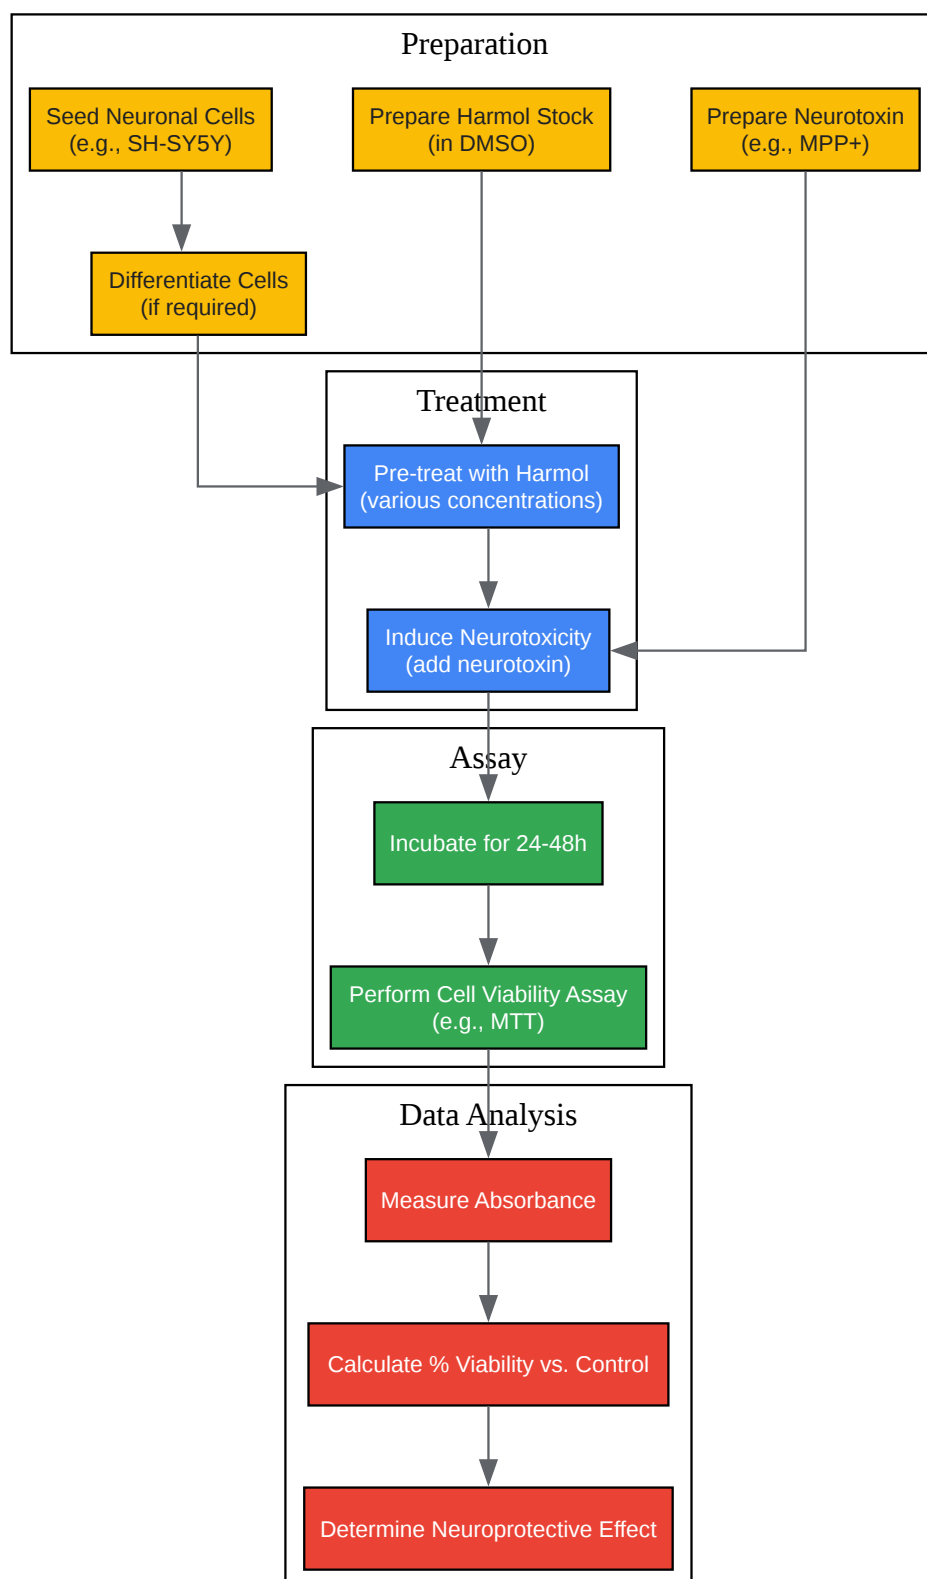 Preparation
Seed Neuronal Cells
(e.g., SH-SY5Y)
Prepare Harmol Stock
(in DMSO)
Prepare Neurotoxin
(e.g., MPP+)
Differentiate Cells
(if required)
Treatment
Pre-treat with Harmol
(various concentrations)
Induce Neurotoxicity
(add neurotoxin)
Assay
Incubate for 24-48h
Perform Cell Viability Assay
(e.g., MTT)
Data Analysis
Measure Absorbance
Calculate % Viability vs. Control
Determine Neuroprotective Effect